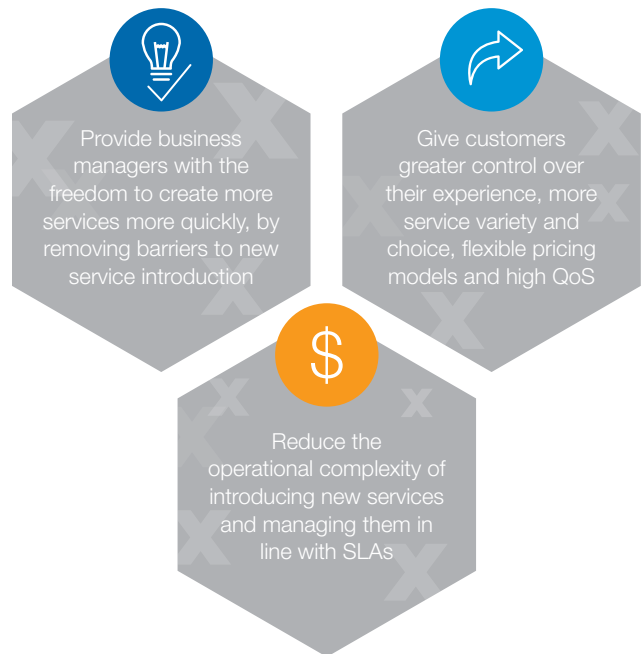 Provide business
managers with the
freedom to create more
services more quickly, by
removing barriers to new
service introduction
Give customers
greater control over
their experience, more
service variety and
choice, flexible pricing
models and high QoS
$
Reduce the
operational complexity of
introducing new services
and managing them in
line with SLAs